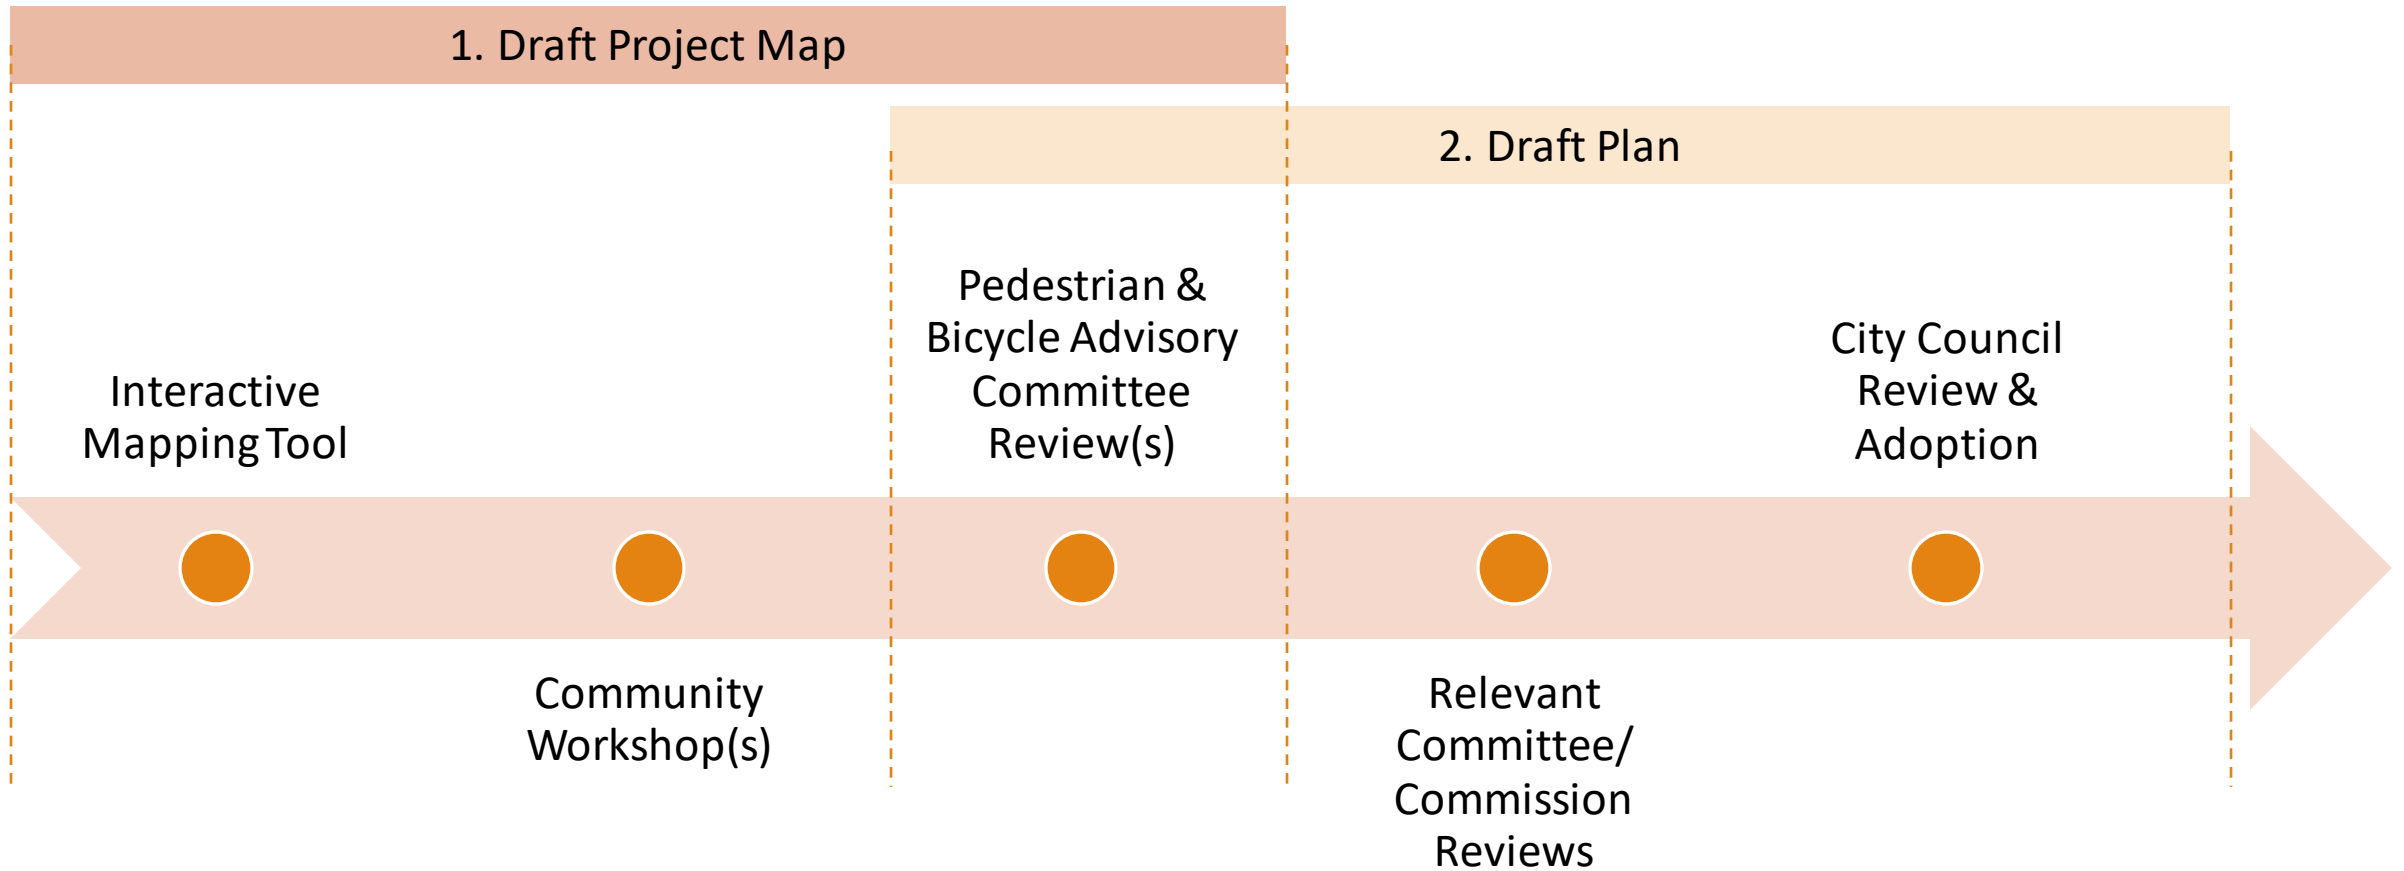 1. Draft Project Map
2. Draft Plan
Interactive
Mapping Tool
Community
Workshop(s)
Pedestrian &
Bicycle Advisory
Committee
Review(s)
Relevant
Committee/
Commission
Reviews
City Council
Review &
Adoption